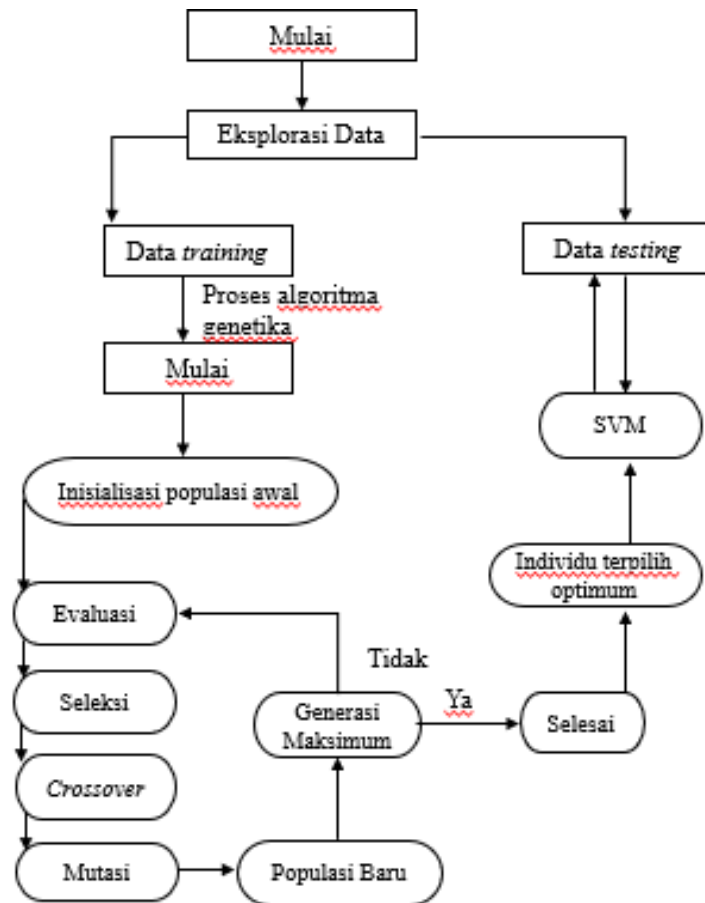 Mulai
Eksplorasi Data
Data training
Data testing
Proses algoritma
genetika
Mulai
SVM
Inisialisasi populasi awal
Individu terpilih
optimum
Evaluasi
Tidak
Seleksi
Generasi
Maksimum
Ya
Selesai
Crossover
Mutasi
Populasi Baru